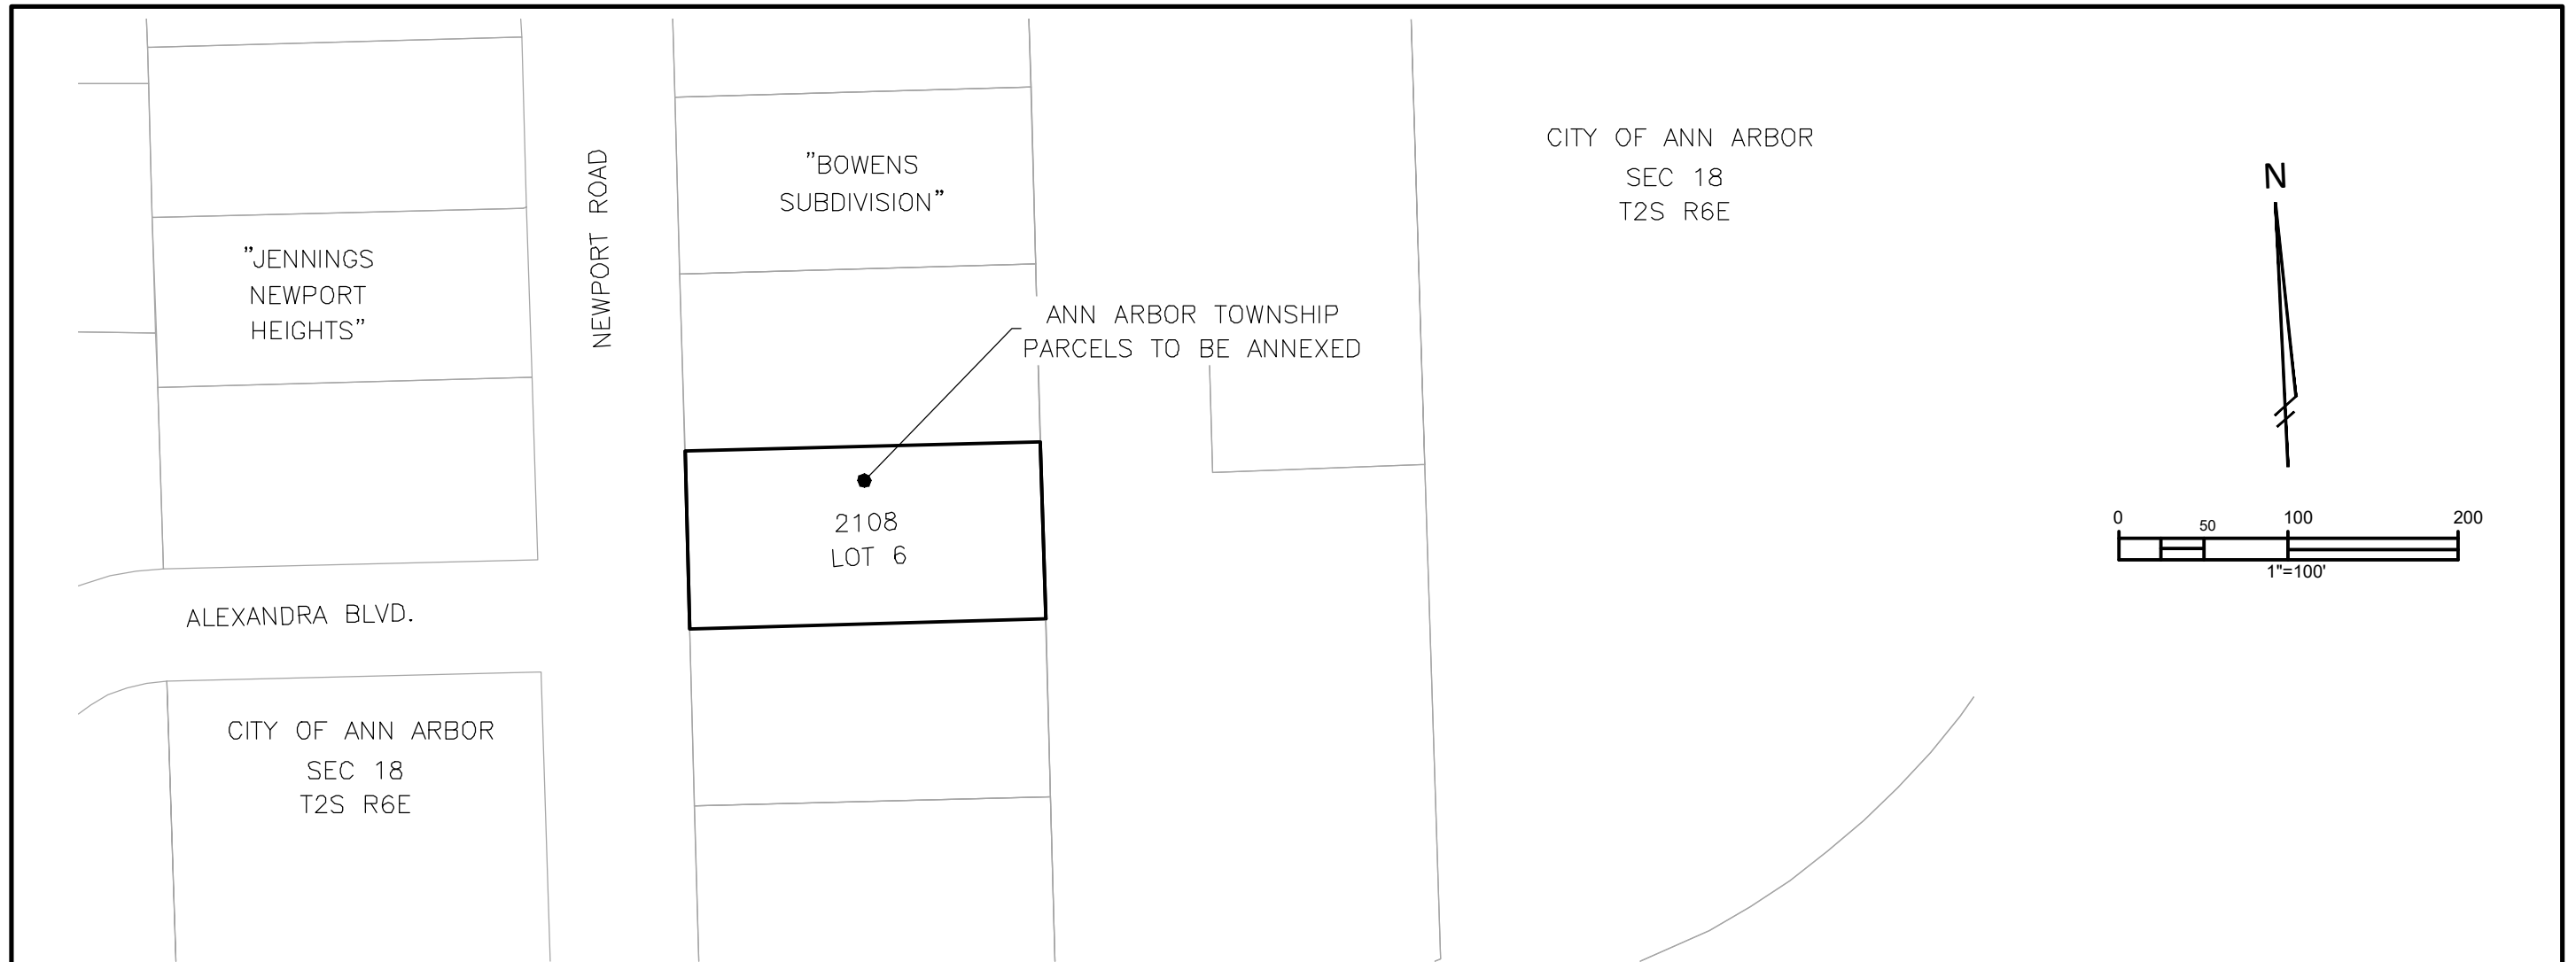 CITY OF ANN ARBOR
SEC 18
T2S R6E
N
"BOWENS
SUBDIVISION"
NEWPORT ROAD
"JENNINGS
NEWPORT
HEIGHTS"
ANN ARBOR TOWNSHIP
PARCELS TO BE ANNEXED
2108
LOT 6
0 50 100 200
1"=100'
ALEXANDRA BLVD.
CITY OF ANN ARBOR
SEC 18
T2S R6E